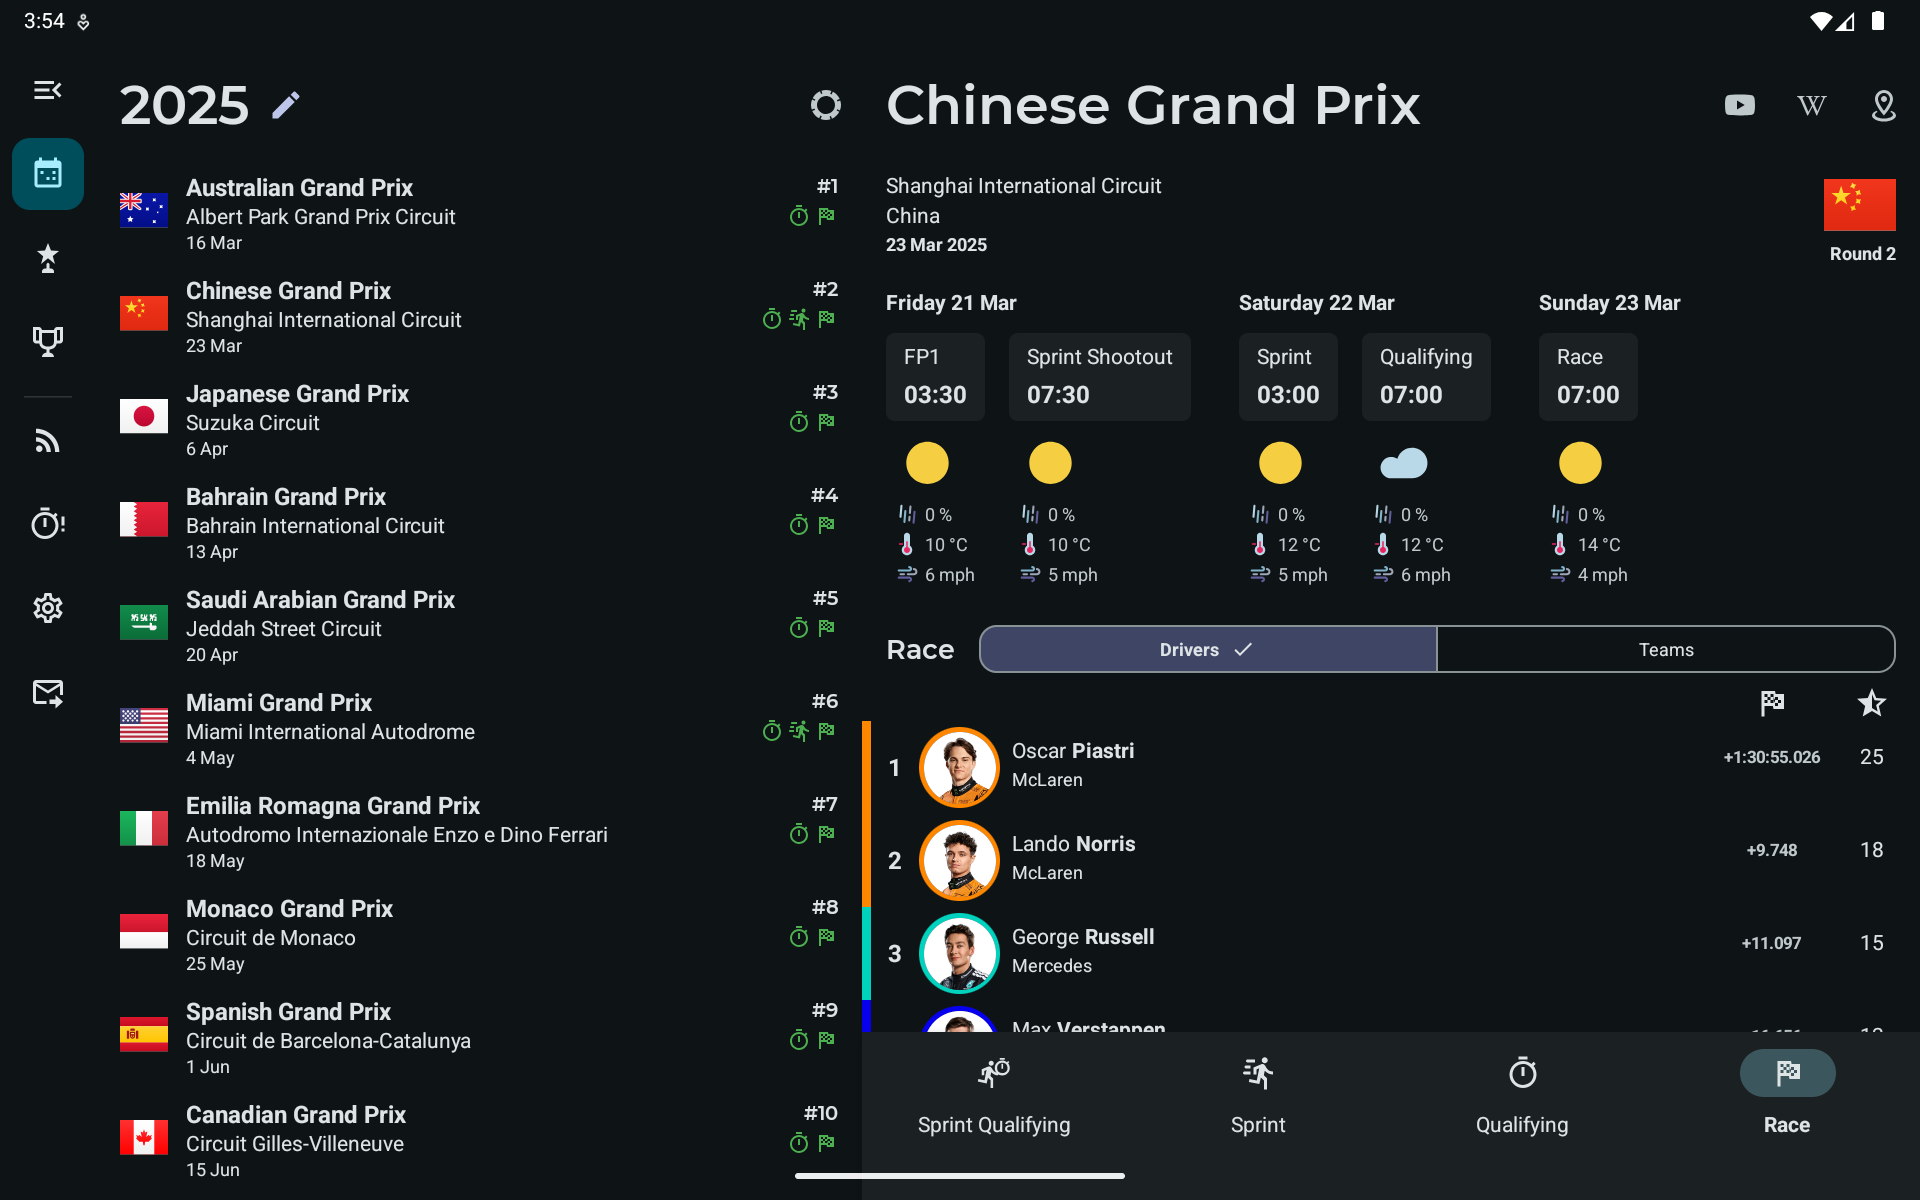 3:54
2025
Australian Grand Prix
Albert Park Grand Prix Circuit
16 Mar
#1
Chinese Grand Prix
Shanghai International Circuit
23 Mar
#2
Japanese Grand Prix
Suzuka Circuit
6 Apr
#3
Bahrain Grand Prix
Bahrain International Circuit
13 Apr
#4
Saudi Arabian Grand Prix
Jeddah Street Circuit
20 Apr
#5
Miami Grand Prix
Miami International Autodrome
4 May
#6
Emilia Romagna Grand Prix
Autodromo Internazionale Enzo e Dino Ferrari
18 May
#7
Monaco Grand Prix
Circuit de Monaco
25 May
#8
Spanish Grand Prix
Circuit de Barcelona-Catalunya
1 Jun
#9
Canadian Grand Prix
Circuit Gilles-Villeneuve
15 Jun
#10
Chinese Grand Prix
W
Shanghai International Circuit
China
23 Mar 2025
Round 2
Friday 21 Mar
Saturday 22 Mar
Sunday 23 Mar
FP1
03:30
Sprint Shootout
07:30
Sprint
03:00
Qualifying
07:00
Race
07:00
0 %
10 °C
6 mph
0 %
10 °C
5 mph
0 %
12 °C
5 mph
0 %
12 °C
6 mph
0 %
14 °C
4 mph
Race
Drivers
Teams
1
Oscar Piastri
McLaren
+1:30:55.026
25
2
Lando Norris
McLaren
+9.748
18
3
George Russell
Mercedes
+11.097
15
Max Verstappen
Sprint Qualifying
Sprint
Qualifying
Race